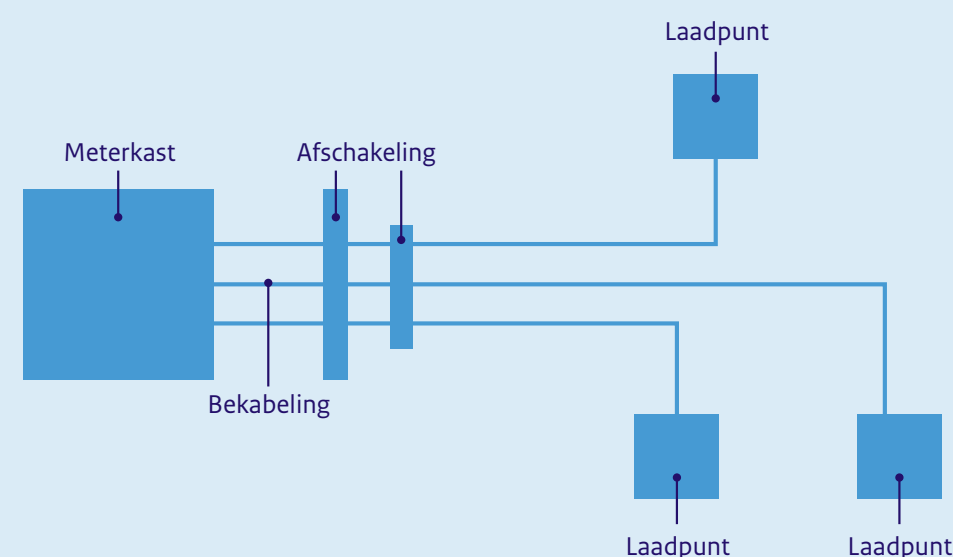 Laadpunt
Meterkast
Afschakeling
Bekabeling
Laadpunt
Laadpunt